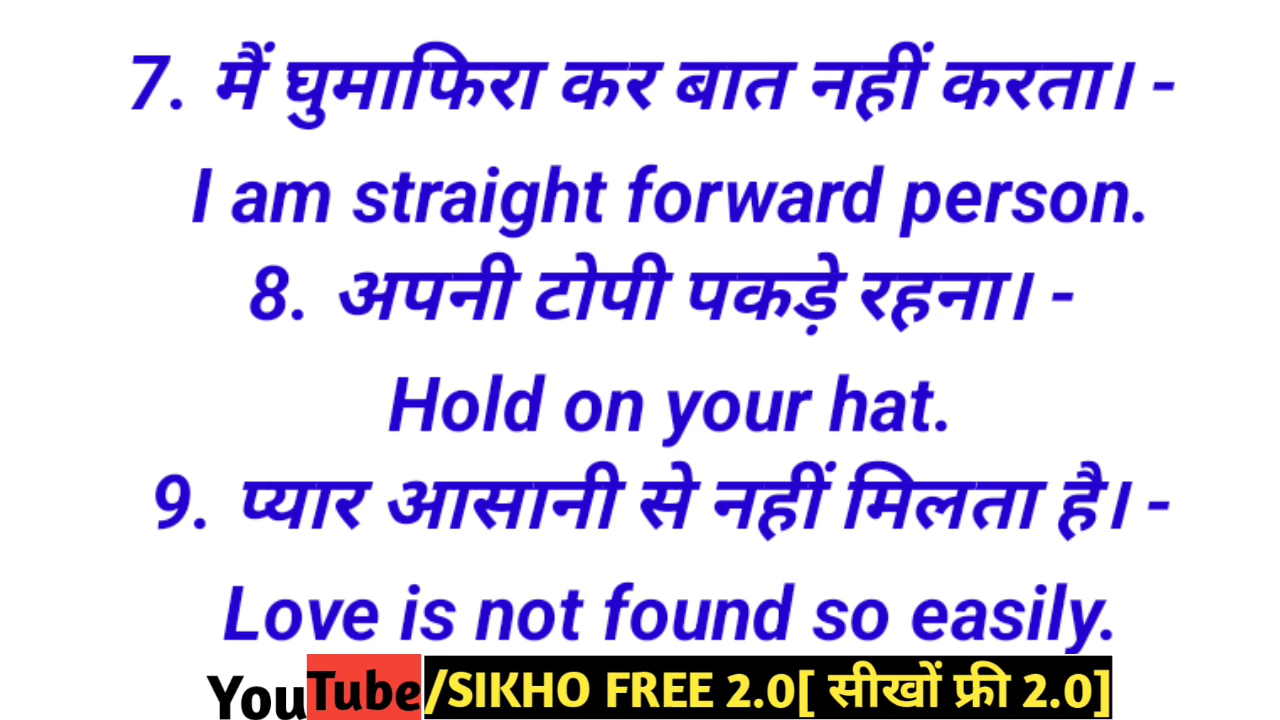 7. मैं घुमाफिरा कर बात नहीं करता। -
I am straight forward person.
8. अपनी टोपी पकड़े रहना। -
Hold on your hat.
9. प्यार आसानी से नहीं मिलता है। -
Love is not found so easily.
YouTube/SIKHO FREE 2.0[ सीखों फ्री 2.0]